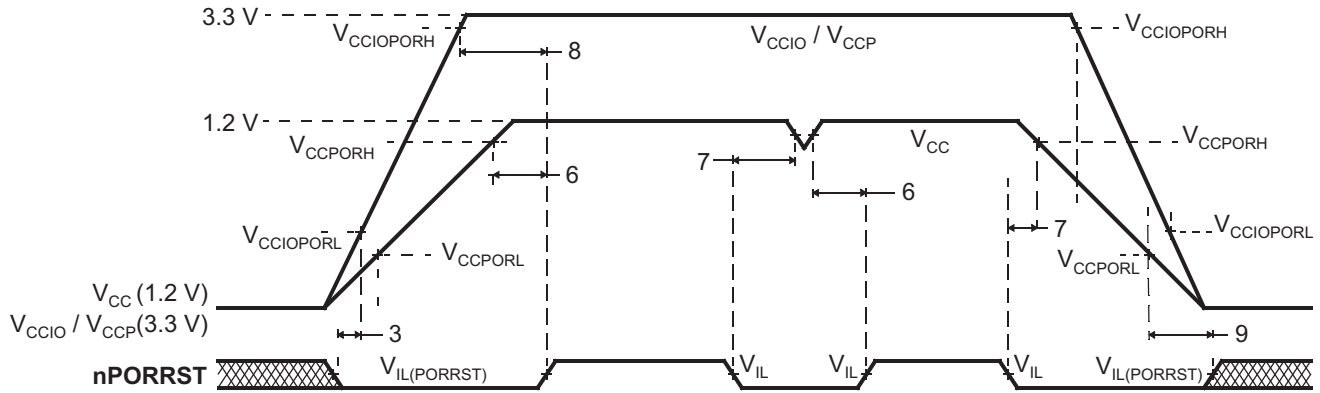 3.3 V
VCCIOPORH
VCCIOPORH
VCCIO / VCCP
8
1.2 V
VCCPORH
VCC
VCCPORH
7
6
6
7
VCCIOPORL
VCCIOPORL
VCCPORL
VCCPORL
VCC (1.2 V)
VCCIO / VCCP(3.3 V)
3
9
nPORRST
VIL(PORRST)
VIL
VIL
VIL
VIL(PORRST)